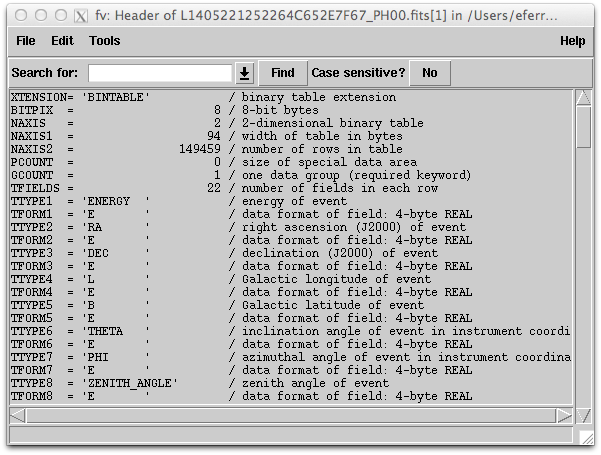 fv: Header of L1405221252264C652E7F67_PH00.fits[1] in /Users/eferr
File Edit Tools Help
Search for: Find Case sensitive? No
XTENSION= 'BINTABLE' / binary table extension
BITPIX = 8 / 8-bit bytes
NAXIS = 2 / 2-dimensional binary table
NAXIS1 = 94 / width of table in bytes
NAXIS2 = 149459 / number of rows in table
PCOUNT = 0 / size of special data area
GCOUNT = 1 / one data group (required keyword)
TFIELDS = 22 / number of fields in each row
TTYPE1 = 'ENERGY ' / energy of event
TFORM1 = 'E ' / data format of field: 4-byte REAL
TTYPE2 = 'RA ' / right ascension (J2000) of event
TFORM2 = 'E ' / data format of field: 4-byte REAL
TTYPE3 = 'DEC ' / declination (J2000) of event
TFORM3 = 'E ' / data format of field: 4-byte REAL
TTYPE4 = 'L ' / Galactic longitude of event
TFORM4 = 'E ' / data format of field: 4-byte REAL
TTYPE5 = 'B ' / Galactic latitude of event
TFORM5 = 'E ' / data format of field: 4-byte REAL
TTYPE6 = 'THETA ' / inclination angle of event in instrument coordi
TFORM6 = 'E ' / data format of field: 4-byte REAL
TTYPE7 = 'PHI ' / azimuthal angle of event in instrument coordina
TFORM7 = 'E ' / data format of field: 4-byte REAL
TTYPE8 = 'ZENITH_ANGLE' / zenith angle of event
TFORM8 = 'E ' / data format of field: 4-byte REAL